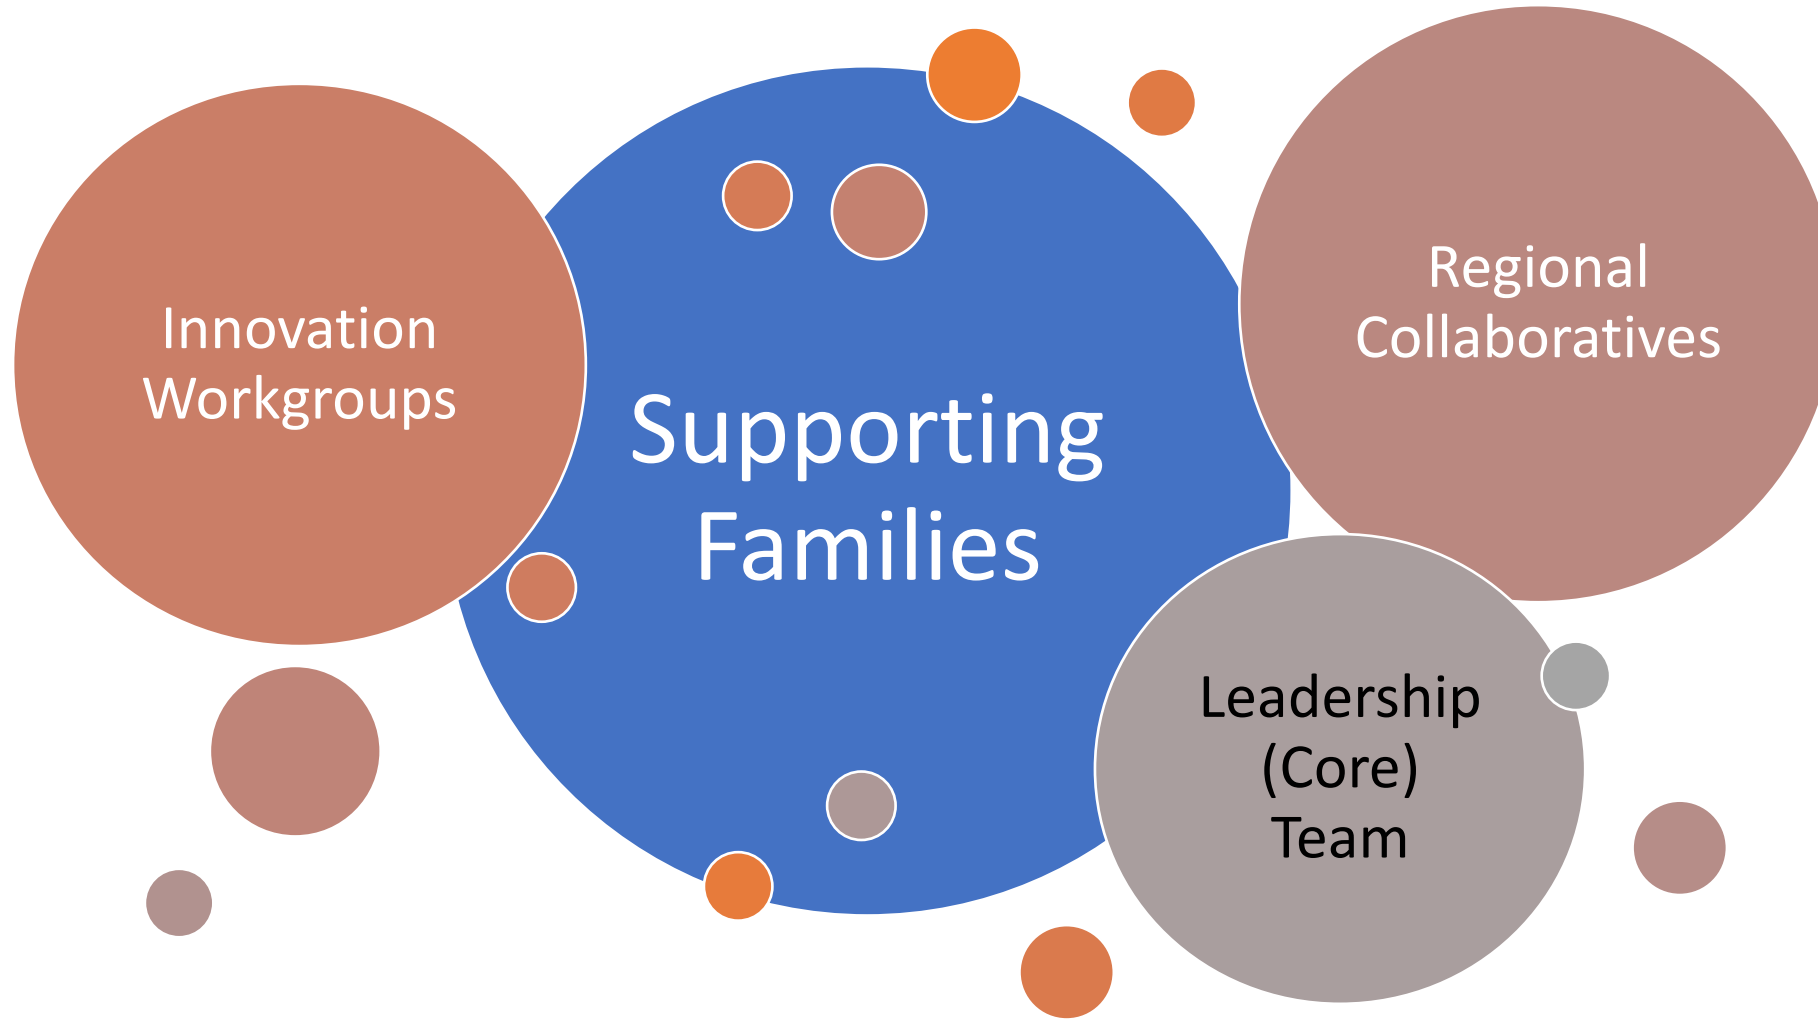 Innovation
Workgroups
Supporting
Families
Regional
Collaboratives
Leadership
(Core)
Team